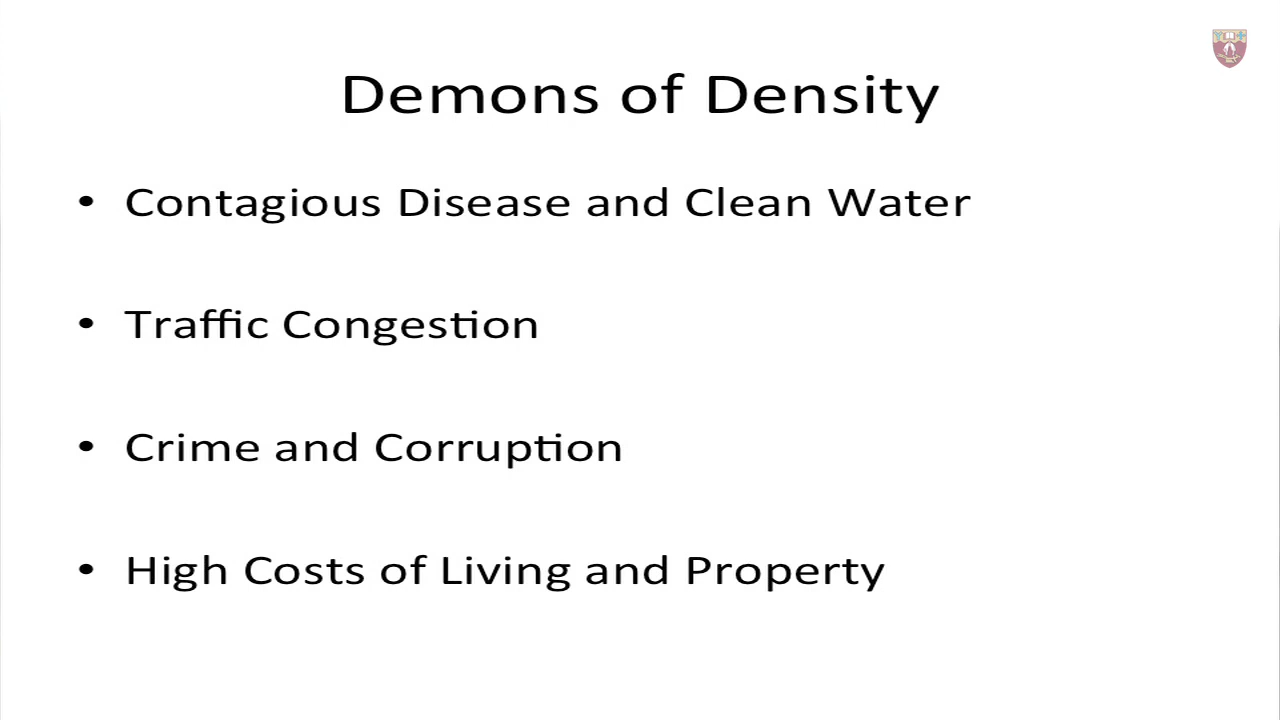 Demons of Density
• Contagious Disease and Clean Water
• Traffic Congestion
• Crime and Corruption
• High Costs of Living and Property